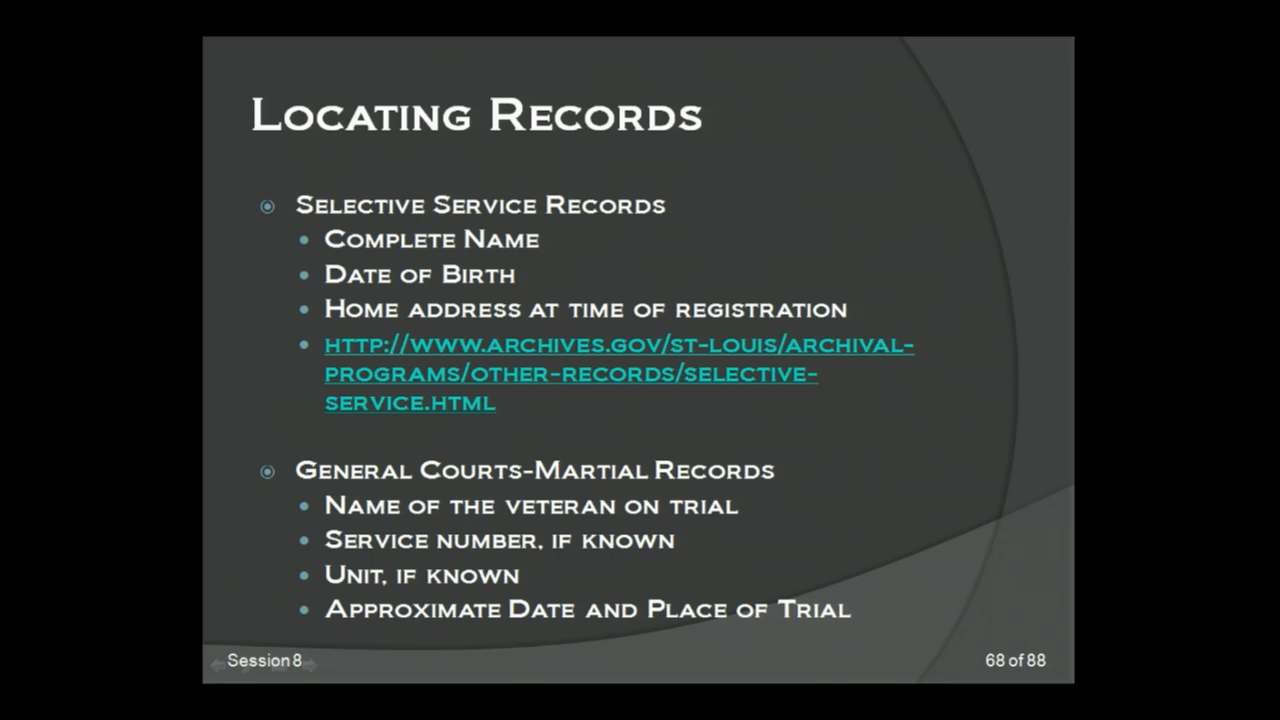 Locating Records
Selective Service Records
Complete Name
Date of Birth
Home address at time of registration
http://www.archives.gov/st-louis/archival-
programs/other-records/selective-
service.html
General Courts-Martial Records
Name of the veteran on trial
Service number, if known
Unit, if known
Approximate Date and Place of Trial
Session 8
68 of 88